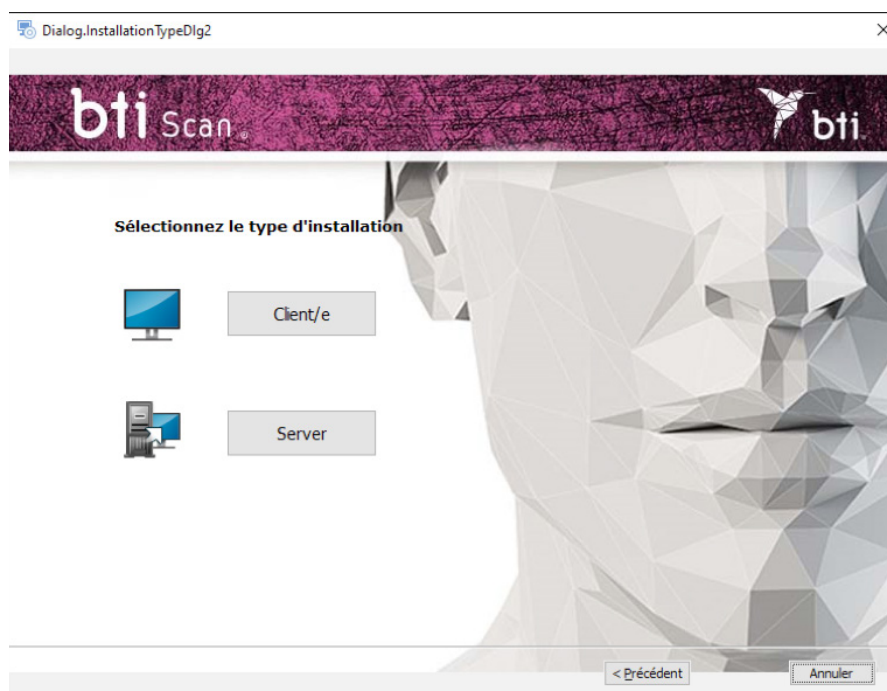 Dialog.InstallationTypeDlg2
bti Scan ®
bti
Sélectionnez le type d'installation
Client/e
Server
< Précédent
Annuler